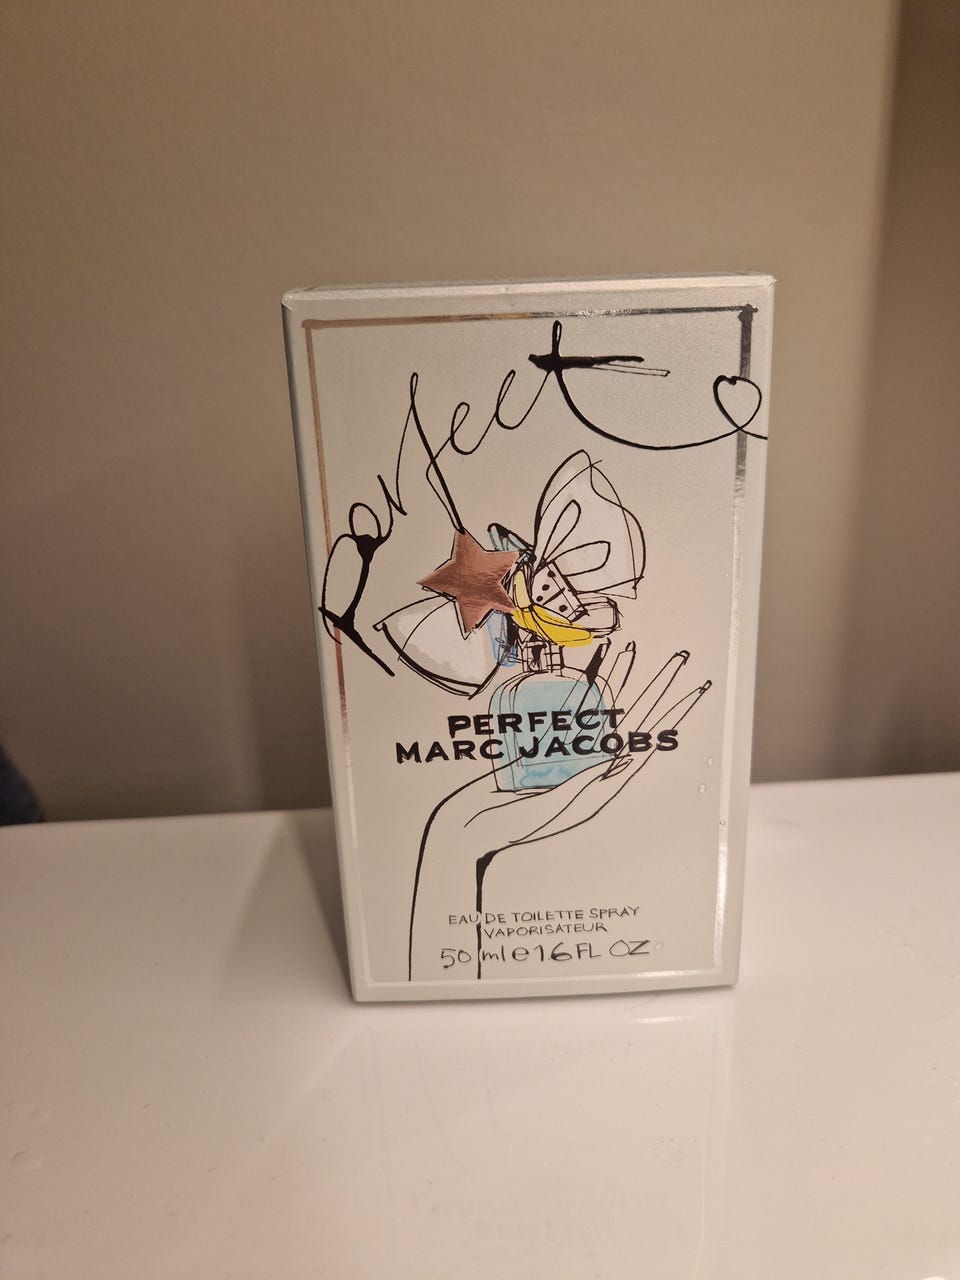 Perfect
PERFECT
MARC JACOBS
EAU DE TOILETTE SPRAY
VAPORISATEUR
50 ml e 1.6 FL OZ